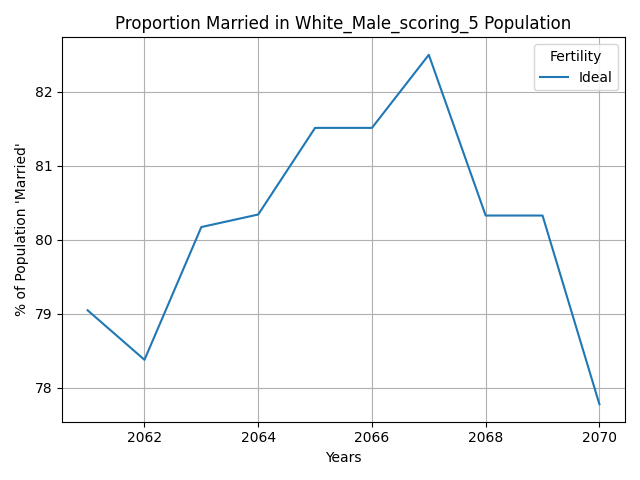 Proportion Married in White_Male_scoring_5 Population
Fertility
Ideal
% of Population 'Married'
82
81
80
79
78
2062 2064 2066 2068 2070
Years